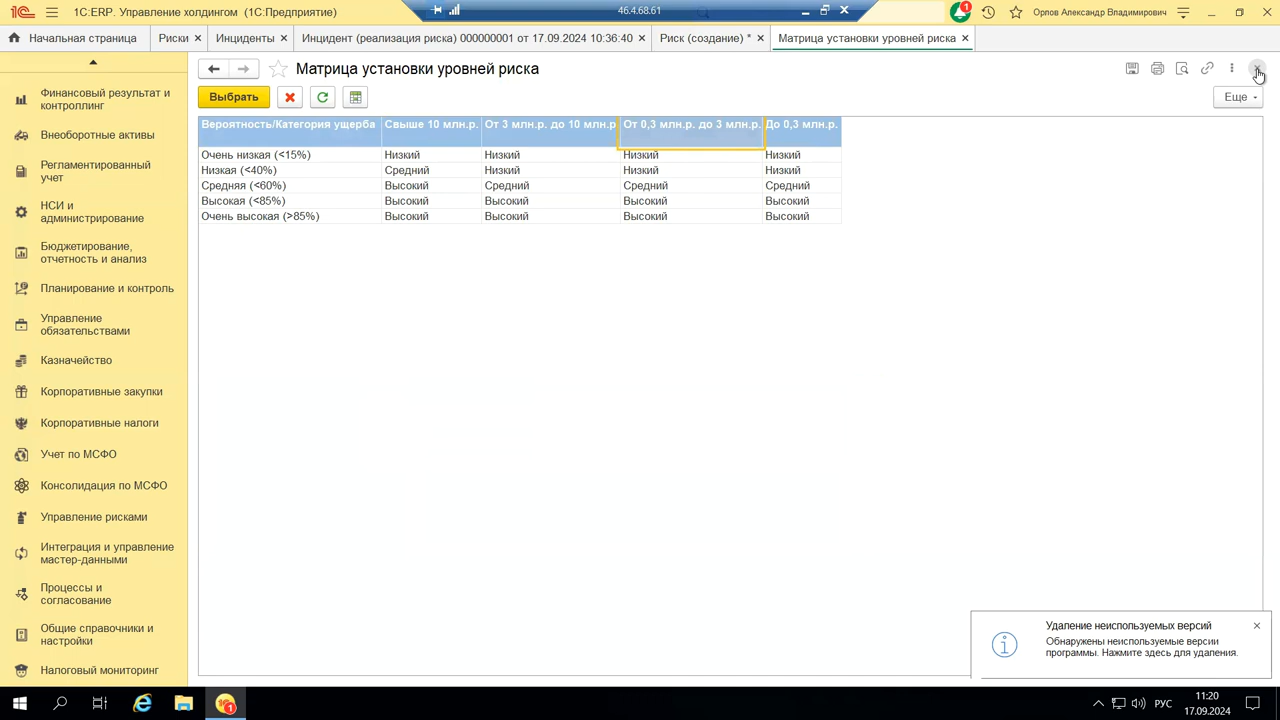 1С:ERP. Управление холдингом (1С:Предприятие)
46.4.68.61
1
Орлов Александр Владимирович
Начальная страница
Риски
Инциденты
Инцидент (реализация риска) 000000001 от 17.09.2024 10:36:40
Риск (создание) *
Матрица установки уровней риска
Матрица установки уровней риска
Выбрать
Еще
Финансовый результат и
контроллинг
Внеоборотные активы
Регламентированный
учет
НСИ и
администрирование
Бюджетирование,
отчетность и анализ
Планирование и контроль
Управление
обязательствами
Казначейство
Корпоративные закупки
Корпоративные налоги
Учет по МСФО
Консолидация по МСФО
Управление рисками
Интеграция и управление
мастер-данными
Процессы и
согласование
Общие справочники и
настройки
Налоговый мониторинг
Вероятность/Категория ущерба Свыше 10 млн.р. От 3 млн.р. до 10 млн.р От 0,3 млн.р. до 3 млн.р. До 0,3 млн.р.
Очень низкая (<15%) Низкий Низкий Низкий Низкий
Низкая (<40%) Средний Низкий Низкий Низкий
Средняя (<60%) Высокий Средний Средний Средний
Высокая (<85%) Высокий Высокий Высокий Высокий
Очень высокая (>85%) Высокий Высокий Высокий Высокий
Удаление неиспользуемых версий
Обнаружены неиспользуемые версии
программы. Нажмите здесь для удаления.
РУС
11:20
17.09.2024